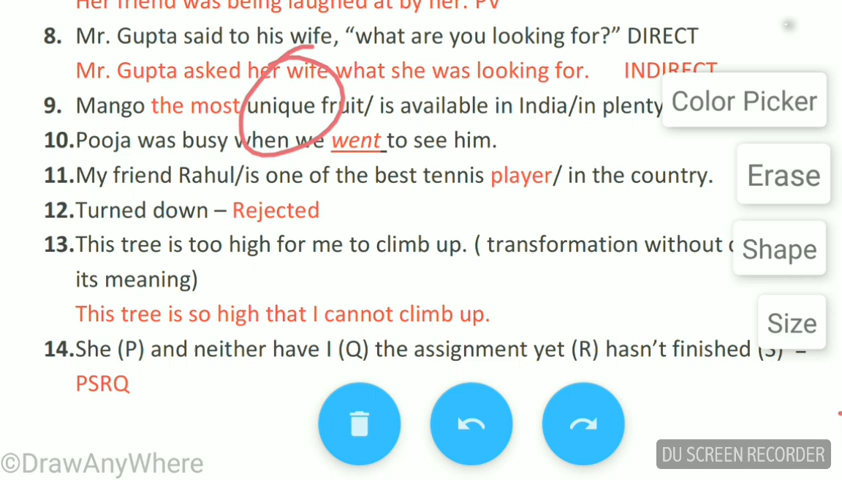 Her friend was being laughed at by her. PV
8. Mr. Gupta said to his wife, “what are you looking for?” DIRECT
Mr. Gupta asked her wife what she was looking for. INDIRECT
9. Mango the most unique fruit/ is available in India/in plenty
Color Picker
10.Pooja was busy when we went to see him.
11.My friend Rahul/is one of the best tennis player/ in the country.
Erase
12.Turned down – Rejected
13.This tree is too high for me to climb up. ( transformation without
Shape
its meaning)
This tree is so high that I cannot climb up.
Size
14.She (P) and neither have I (Q) the assignment yet (R) hasn’t finished (S) –
PSRQ
©DrawAnyWhere
DU SCREEN RECORDER